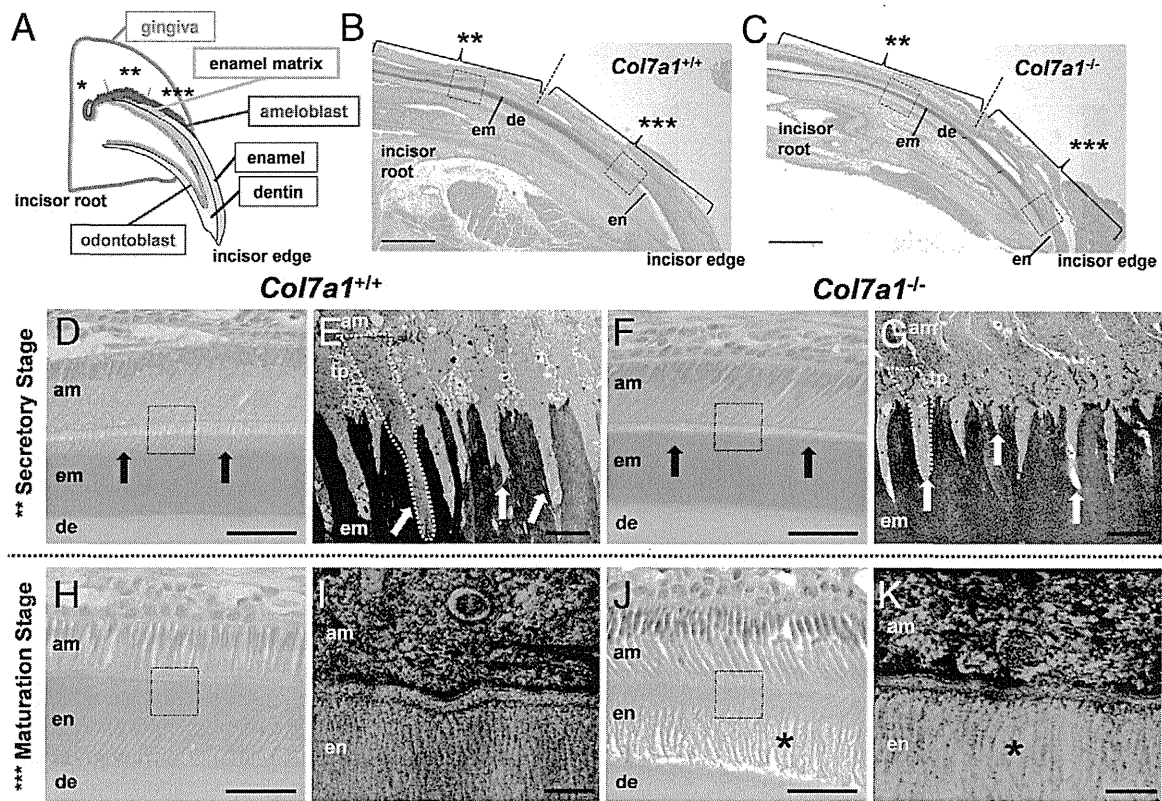 A
gingiva
enamel matrix
*
**
***
ameloblast
enamel
dentin
incisor root
odontoblast
incisor edge
B
**
Col7a1+/+
***
em
de
incisor root
en
incisor edge
C
**
Col7a1-/-
***
em
de
incisor root
en
incisor edge
Col7a1+/+
Col7a1-/-
** Secretory Stage
D
am
em
de
E
am
tp
em
F
am
em
de
G
am
tp
em
*** Maturation Stage
H
am
en
de
I
am
en
J
am
en
*
de
K
am
en
*